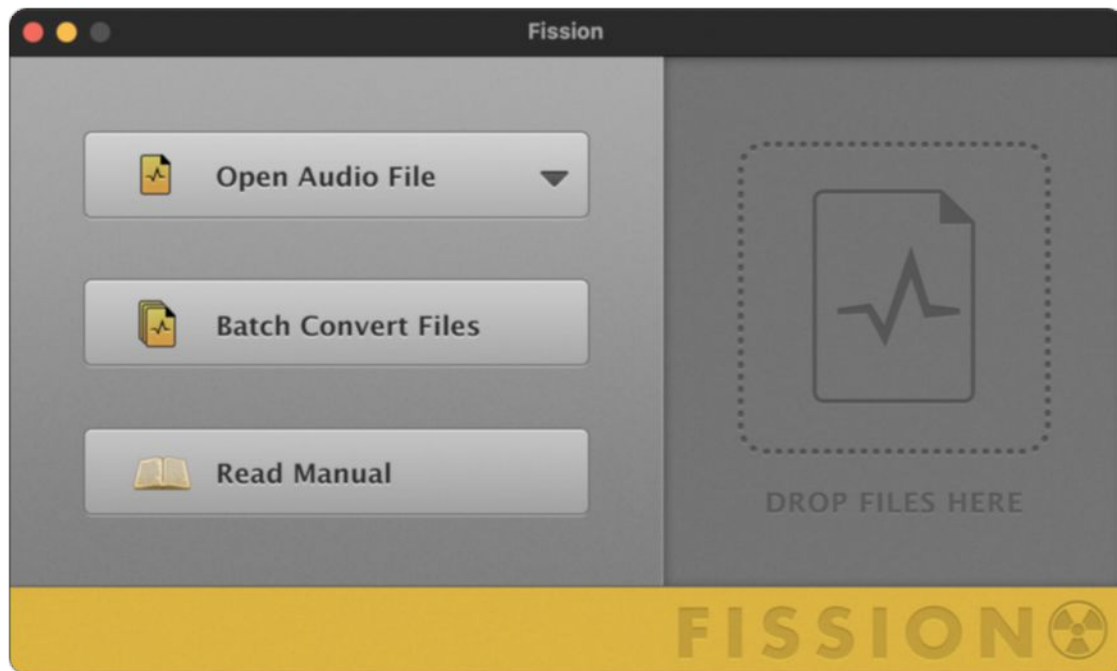 Fission
Open Audio File
Batch Convert Files
Read Manual
DROP FILES HERE
FISSION